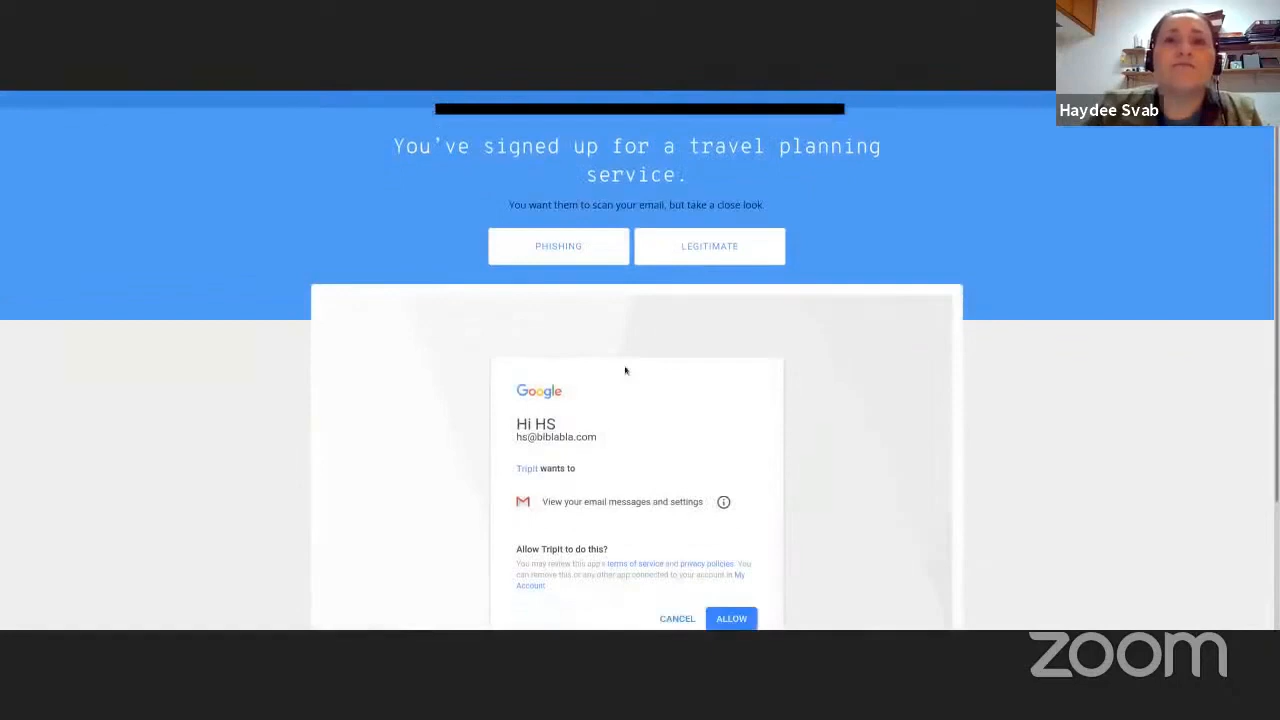 Haydee Svab
You've signed up for a travel planning
service.
You want them to scan your email, but take a close look.
PHISHING
LEGITIMATE
Google
Hi HS
hs@biblabla.com
TripIt wants to
View your email messages and settings
Allow TripIt to do this?
You may review this app's terms of service and privacy policies. You
can remove this or any other app connected to your account in My
Account.
CANCEL
ALLOW
zoom